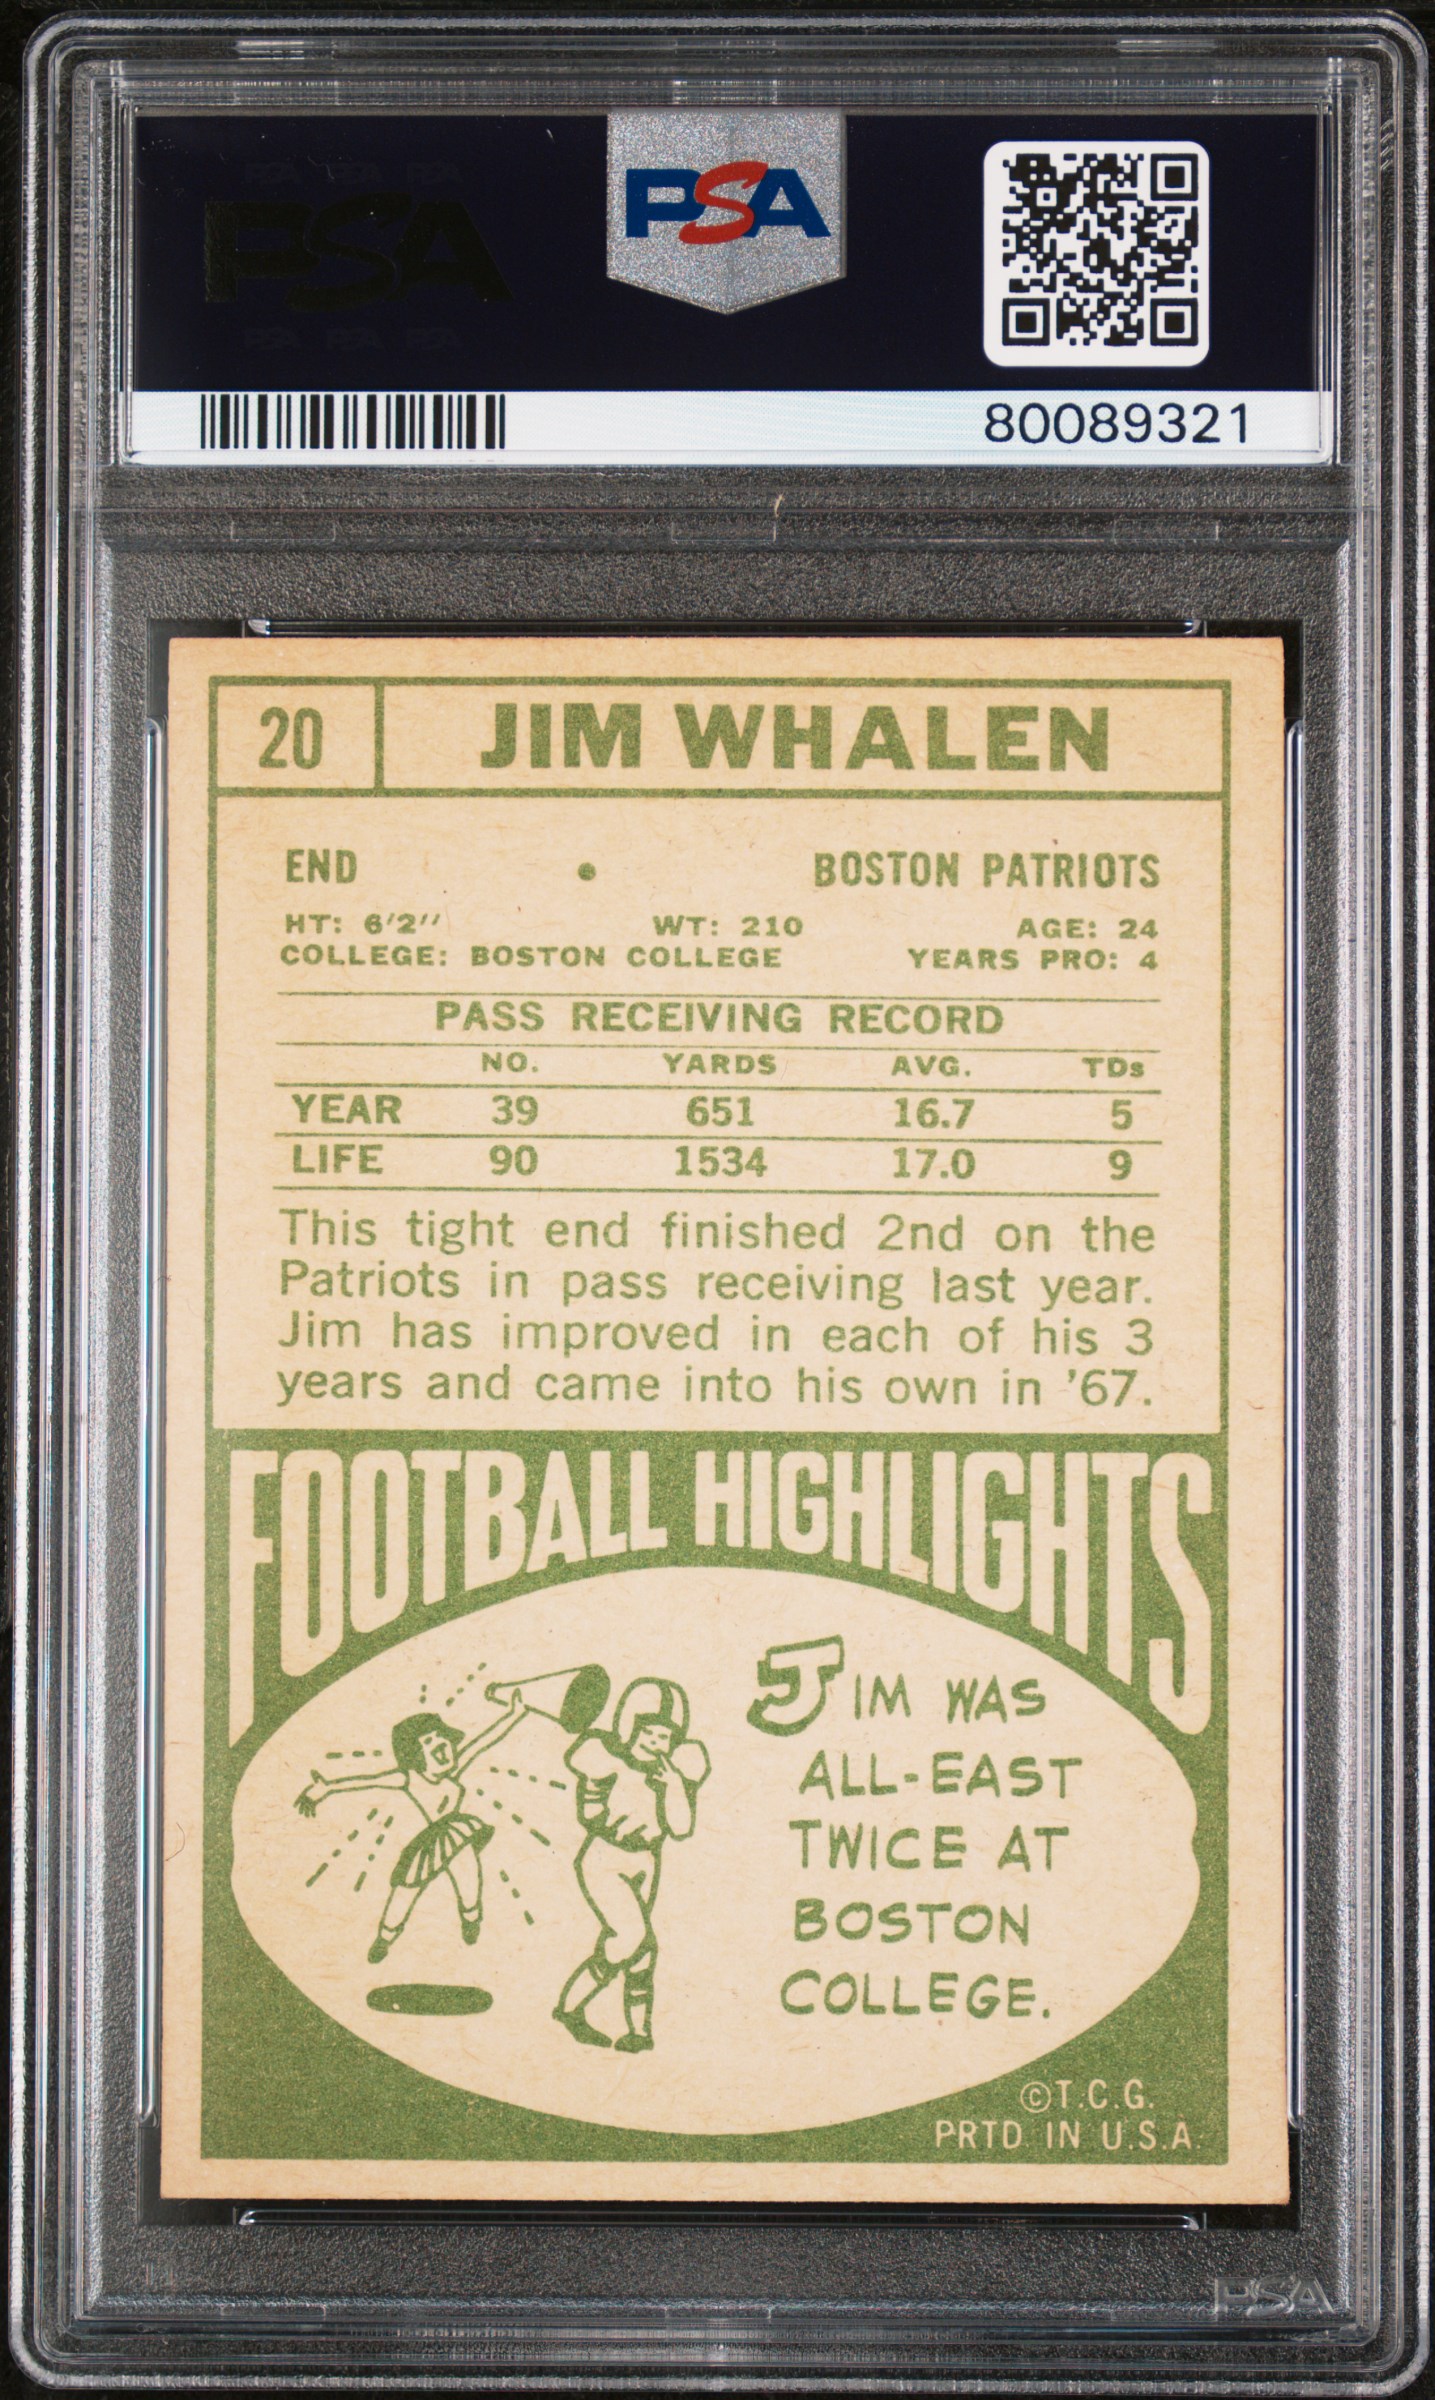 PSA
PSA
80089321
20 JIM WHALEN
END • BOSTON PATRIOTS
HT: 6'2'' WT: 210 AGE: 24
COLLEGE: BOSTON COLLEGE YEARS PRO: 4
PASS RECEIVING RECORD
NO. YARDS AVG. TDs
YEAR 39 651 16.7 5
LIFE 90 1534 17.0 9
This tight end finished 2nd on the
Patriots in pass receiving last year.
Jim has improved in each of his 3
years and came into his own in '67.
FOOTBALL HIGHLIGHTS
JIM WAS
ALL-EAST
TWICE AT
BOSTON
COLLEGE.
©T.C.G.
PRTD. IN U.S.A.
PSA